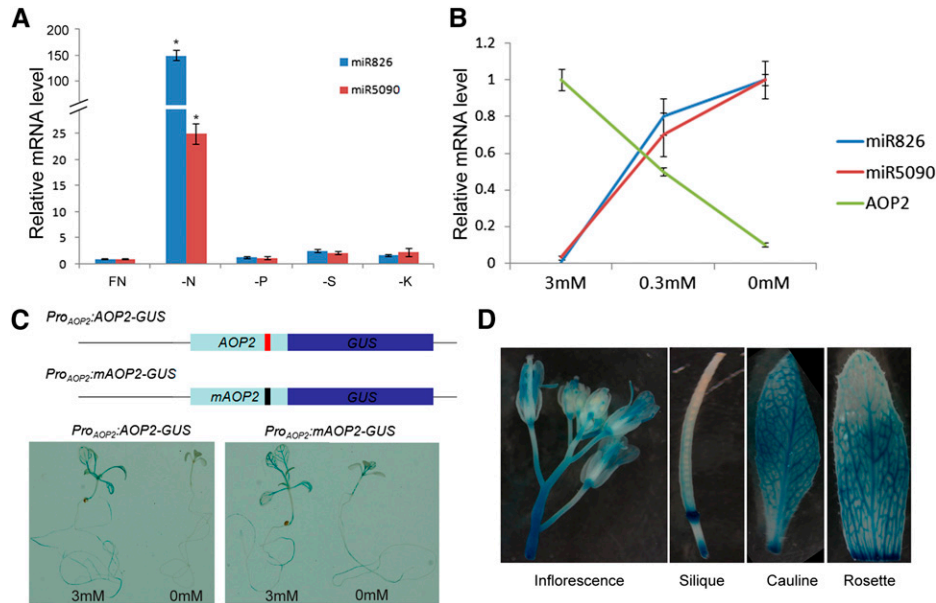 A
Relative mRNA level
200
150
100
50
25
20
15
10
5
0
*
*
miR826
miR5090
FN -N -P -S -K
B
Relative mRNA level
1.2
1
0.8
0.6
0.4
0.2
0
miR826
miR5090
AOP2
3mM 0.3mM 0mM
C
ProAOP2:AOP2-GUS
AOP2 GUS
ProAOP2:mAOP2-GUS
mAOP2 GUS
ProAOP2:AOP2-GUS ProAOP2:mAOP2-GUS
3mM 0mM 3mM 0mM
D
Inflorescence Silique Cauline Rosette